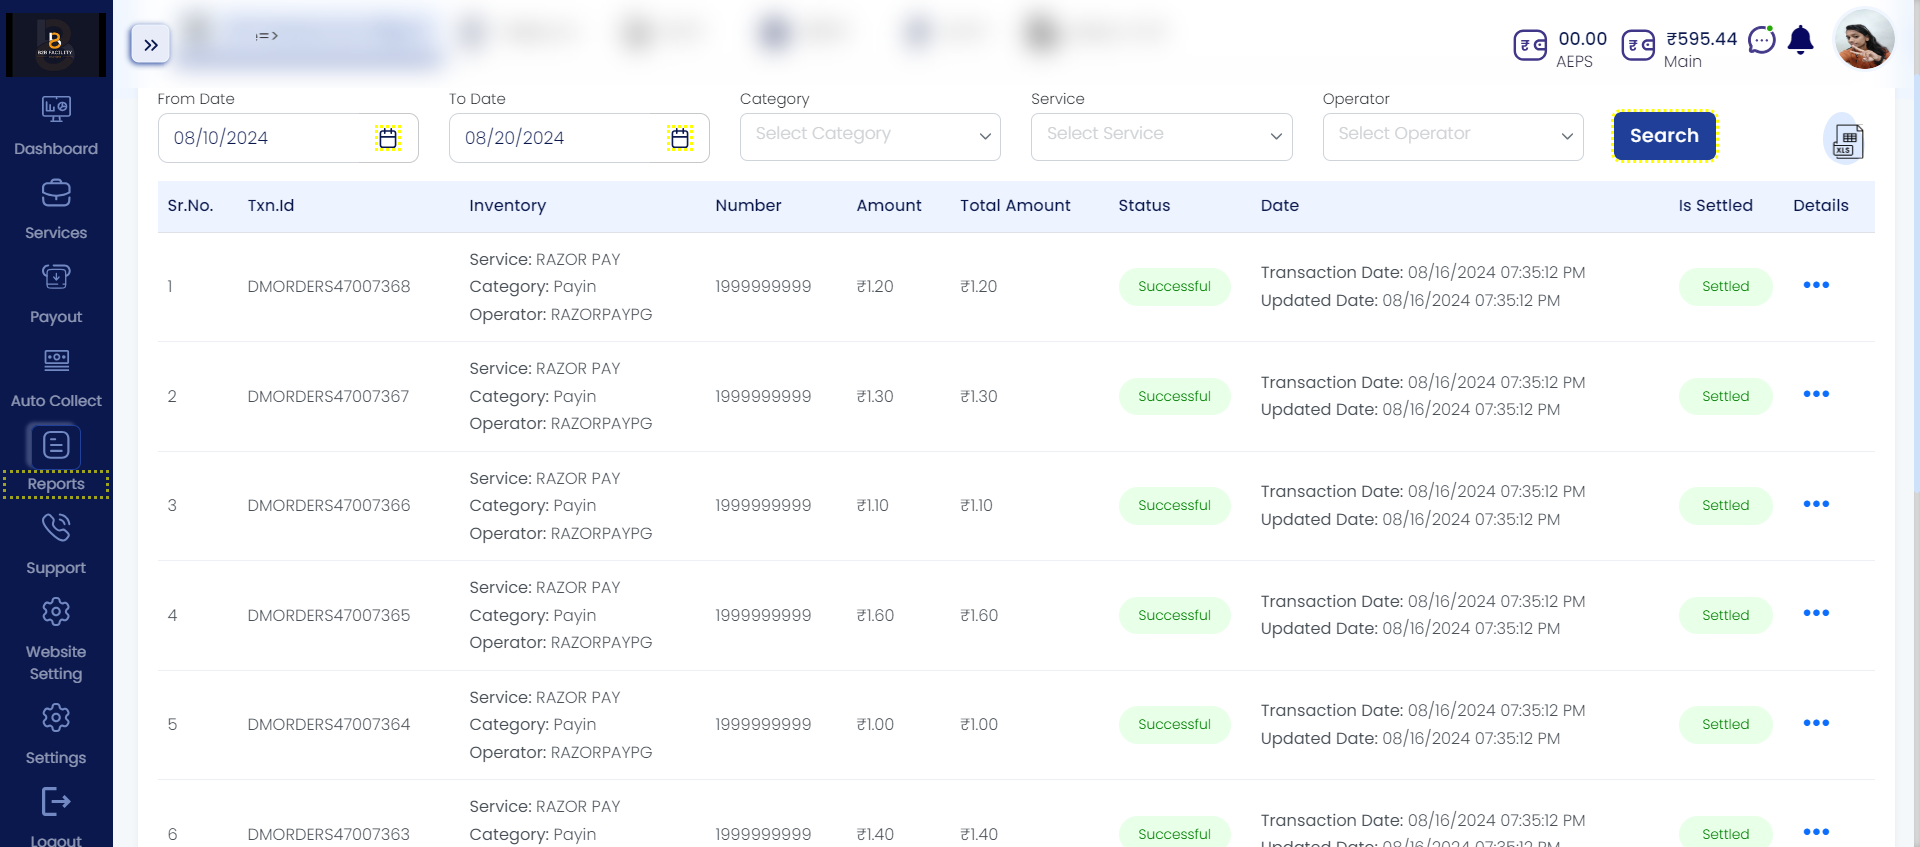 B2B FACILITY
=>
00.00
AEPS
₹595.44
Main
Dashboard
Services
Payout
Auto Collect
Reports
Support
Website
Setting
Settings
Logout
From Date
To Date
Category
Service
Operator
08/10/2024
08/20/2024
Select Category
Select Service
Select Operator
Search
XLS
Sr.No. Txn.Id Inventory Number Amount Total Amount Status Date Is Settled Details
Service: RAZOR PAY
1 DMORDERS47007368 Category: Payin 1999999999 ₹1.20 ₹1.20 Successful Transaction Date: 08/16/2024 07:35:12 PM Settled
Operator: RAZORPAYPG Updated Date: 08/16/2024 07:35:12 PM
Service: RAZOR PAY
2 DMORDERS47007367 Category: Payin 1999999999 ₹1.30 ₹1.30 Successful Transaction Date: 08/16/2024 07:35:12 PM Settled
Operator: RAZORPAYPG Updated Date: 08/16/2024 07:35:12 PM
Service: RAZOR PAY
3 DMORDERS47007366 Category: Payin 1999999999 ₹1.10 ₹1.10 Successful Transaction Date: 08/16/2024 07:35:12 PM Settled
Operator: RAZORPAYPG Updated Date: 08/16/2024 07:35:12 PM
Service: RAZOR PAY
4 DMORDERS47007365 Category: Payin 1999999999 ₹1.60 ₹1.60 Successful Transaction Date: 08/16/2024 07:35:12 PM Settled
Operator: RAZORPAYPG Updated Date: 08/16/2024 07:35:12 PM
Service: RAZOR PAY
5 DMORDERS47007364 Category: Payin 1999999999 ₹1.00 ₹1.00 Successful Transaction Date: 08/16/2024 07:35:12 PM Settled
Operator: RAZORPAYPG Updated Date: 08/16/2024 07:35:12 PM
Service: RAZOR PAY
6 DMORDERS47007363 Category: Payin 1999999999 ₹1.40 ₹1.40 Successful Transaction Date: 08/16/2024 07:35:12 PM Settled
Updated Date: 08/16/2024 07:35:12 PM